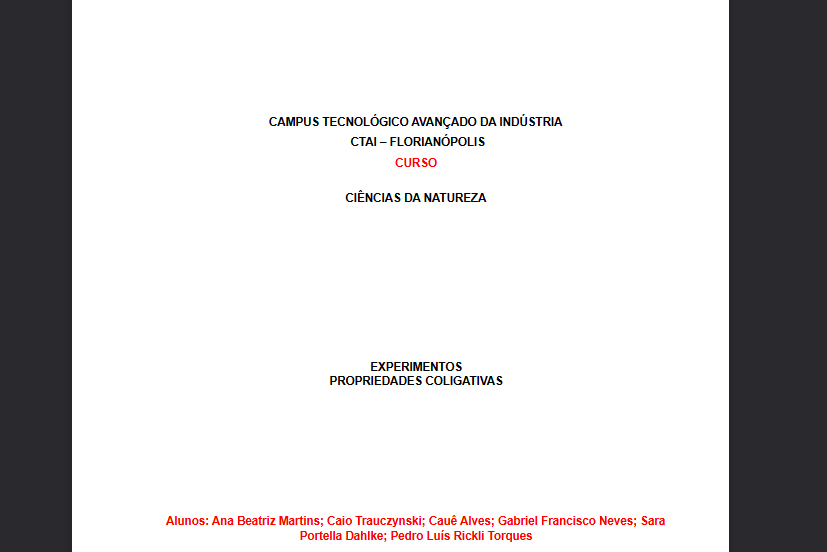 CAMPUS TECNOLÓGICO AVANÇADO DA INDÚSTRIA
CTAI – FLORIANÓPOLIS
CURSO
CIÊNCIAS DA NATUREZA
EXPERIMENTOS
PROPRIEDADES COLIGATIVAS
Alunos: Ana Beatriz Martins; Caio Trauczynski; Cauê Alves; Gabriel Francisco Neves; Sara
Portella Dahlke; Pedro Luís Rickli Torques